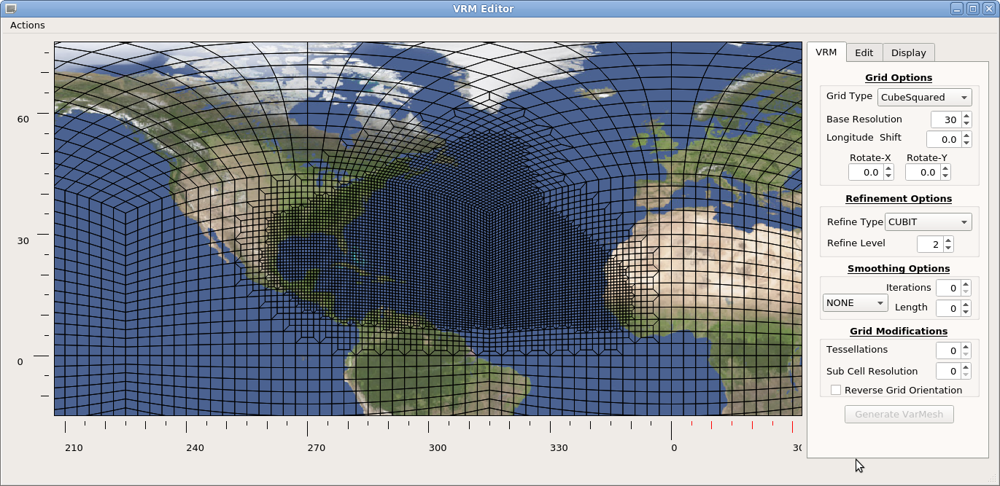 VRM Editor
Actions
60
30
0
210 240 270 300 330 0 30
VRM Edit Display
Grid Options
Grid Type CubeSquared
Base Resolution 30
Longitude Shift 0.0
Rotate-X Rotate-Y
0.0 0.0
Refinement Options
Refine Type CUBIT
Refine Level 2
Smoothing Options
Iterations 0
NONE
Length 0
Grid Modifications
Tessellations 0
Sub Cell Resolution 0
Reverse Grid Orientation
Generate VarMesh